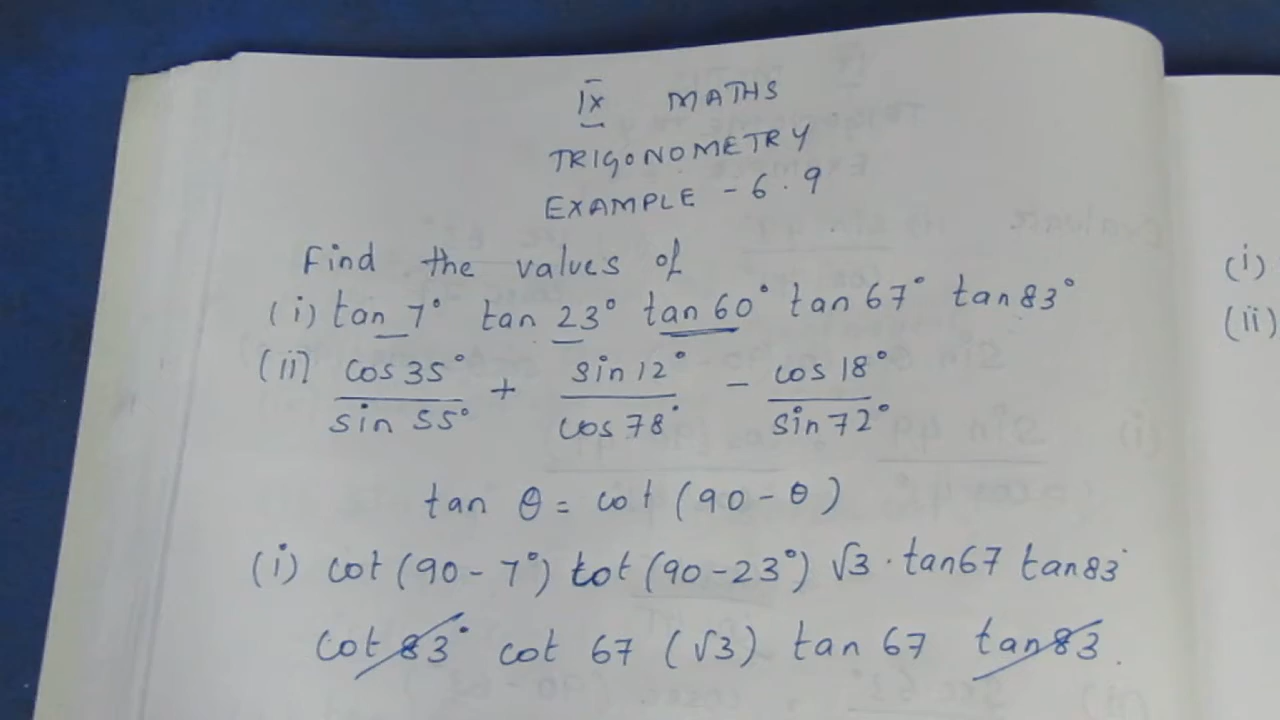 IX MATHS
TRIGONOMETRY
EXAMPLE - 6.9
Find the values of
(i) tan 7° tan 23° tan 60° tan 67° tan 83°
(ii) cos 35° / sin 55° + sin 12° / cos 78° - cos 18° / sin 72°
tan θ = cot (90 - θ)
(i) cot (90 - 7°) cot (90 - 23°) √3 . tan 67 tan 83°
cot 83° cot 67 (√3) tan 67 tan 83.
(i)
(ii)